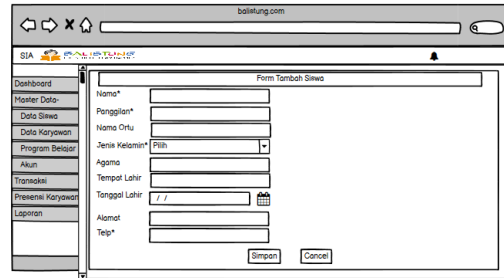 balistung.com
SIA BALISTUNG
Form Tambah Siswa
Dashboard
Master Data-
Data Siswa
Data Karyawan
Program Belajar
Akun
Transaksi
Presensi Karyawan
Laporan
Nama*
Panggilan*
Nama Ortu
Jenis Kelamin* Pilih
Agama
Tempat Lahir
Tanggal Lahir / /
Alamat
Telp*
Simpan Cancel